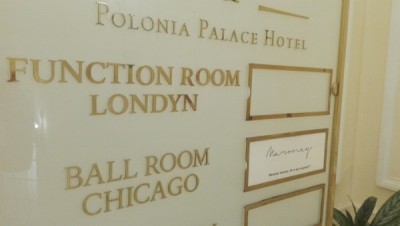 POLONIA PALACE HOTEL
FUNCTION ROOM
LONDYN
BALL ROOM
CHICAGO